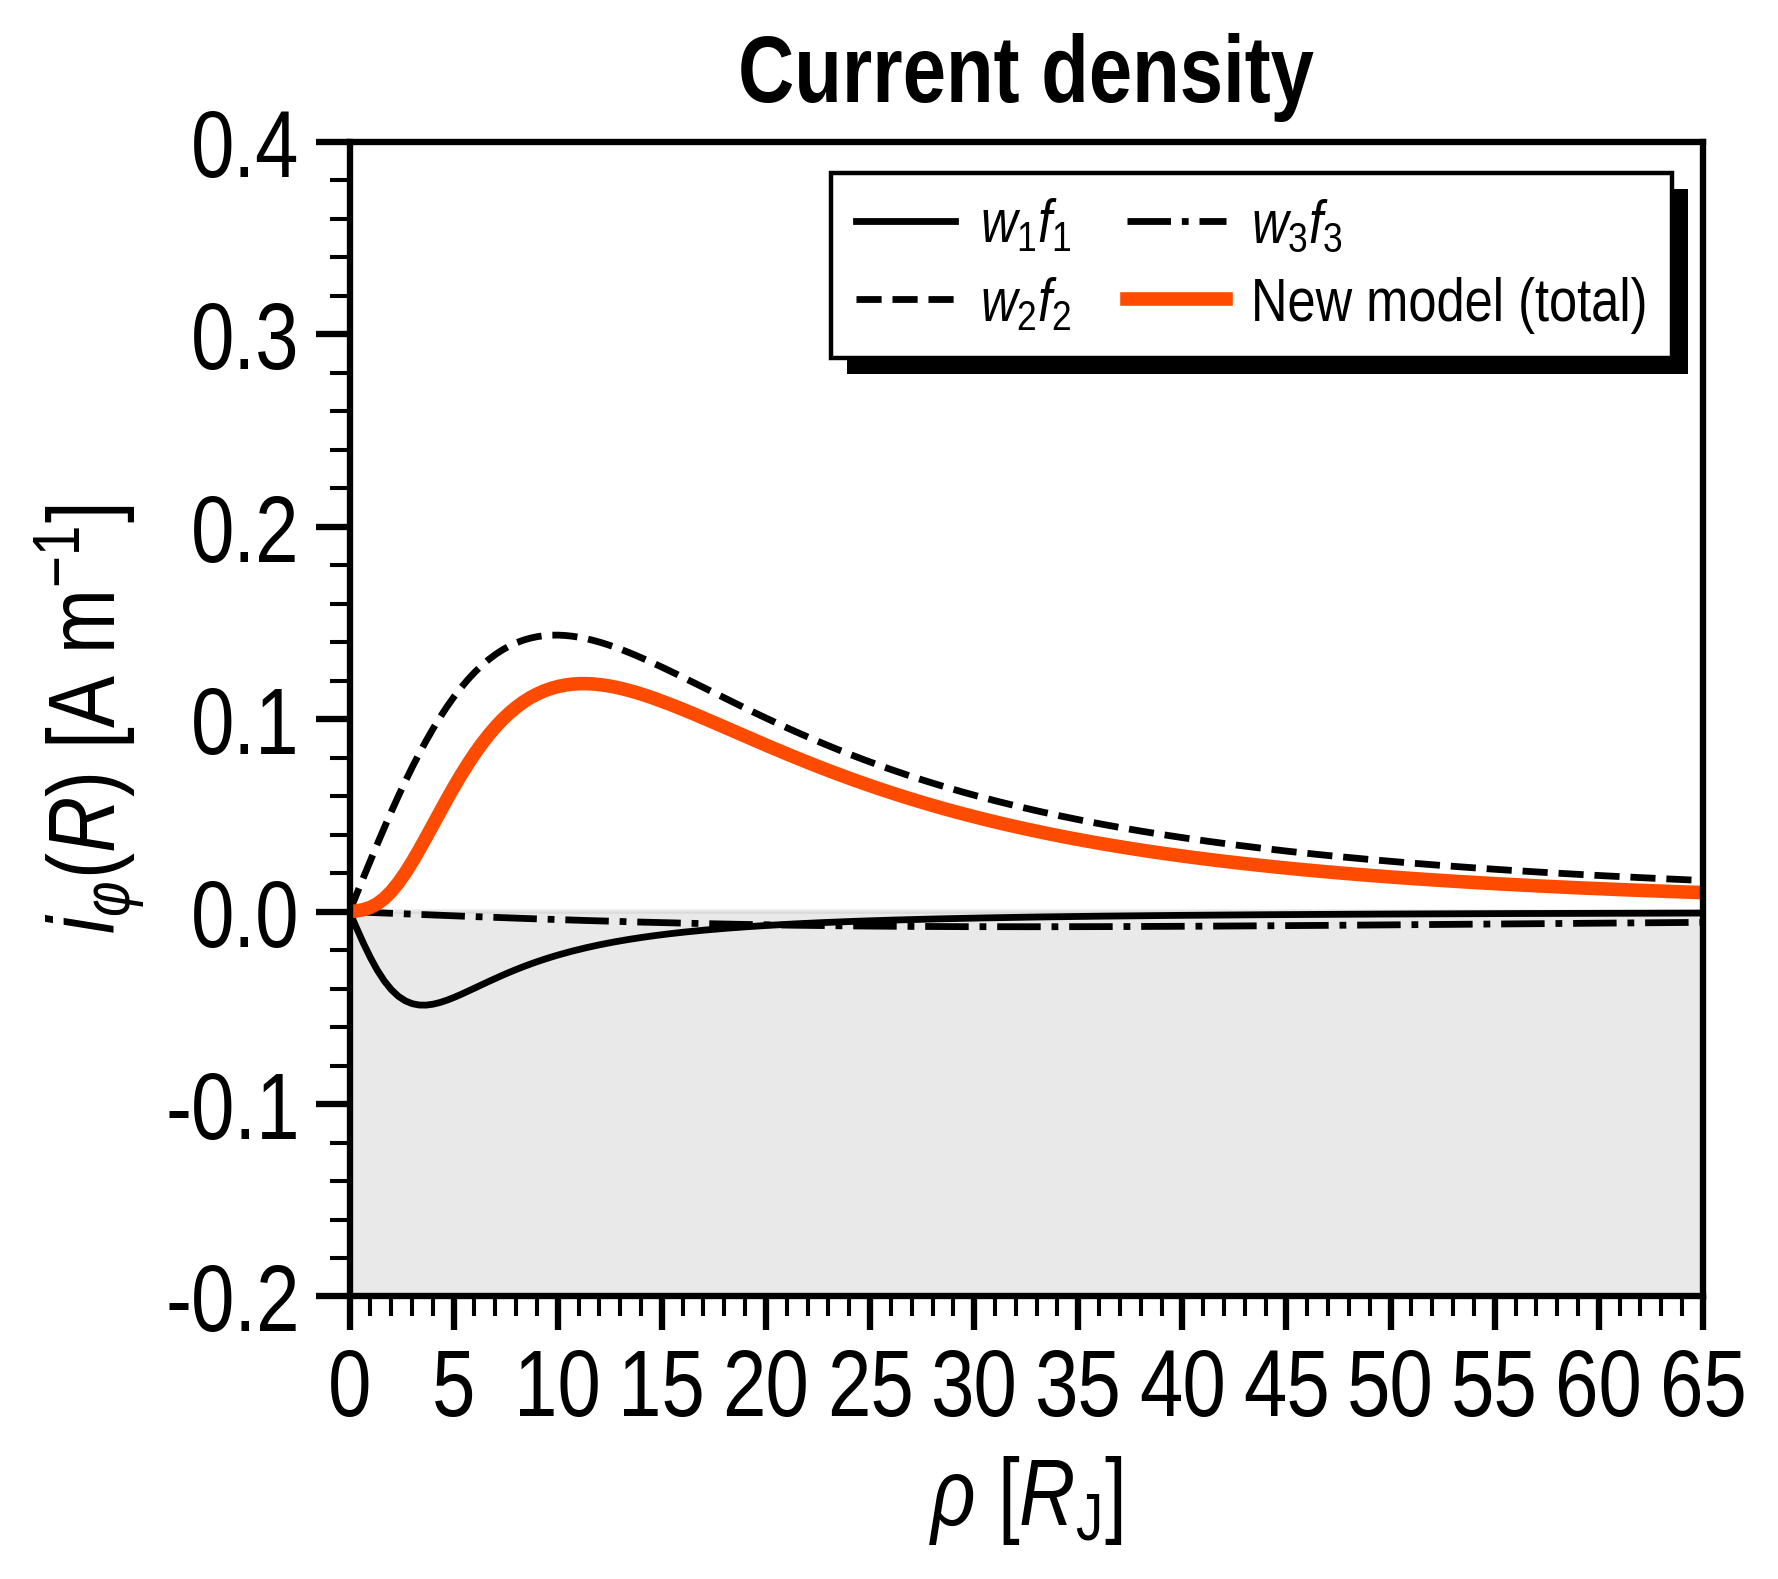 Current density
w₁f₁ w₃f₃
w₂f₂ New model (total)
0.4
0.3
0.2
0.1
0.0
-0.1
-0.2
iφ(R) [A m⁻¹]
0 5 10 15 20 25 30 35 40 45 50 55 60 65
ρ [R_J]